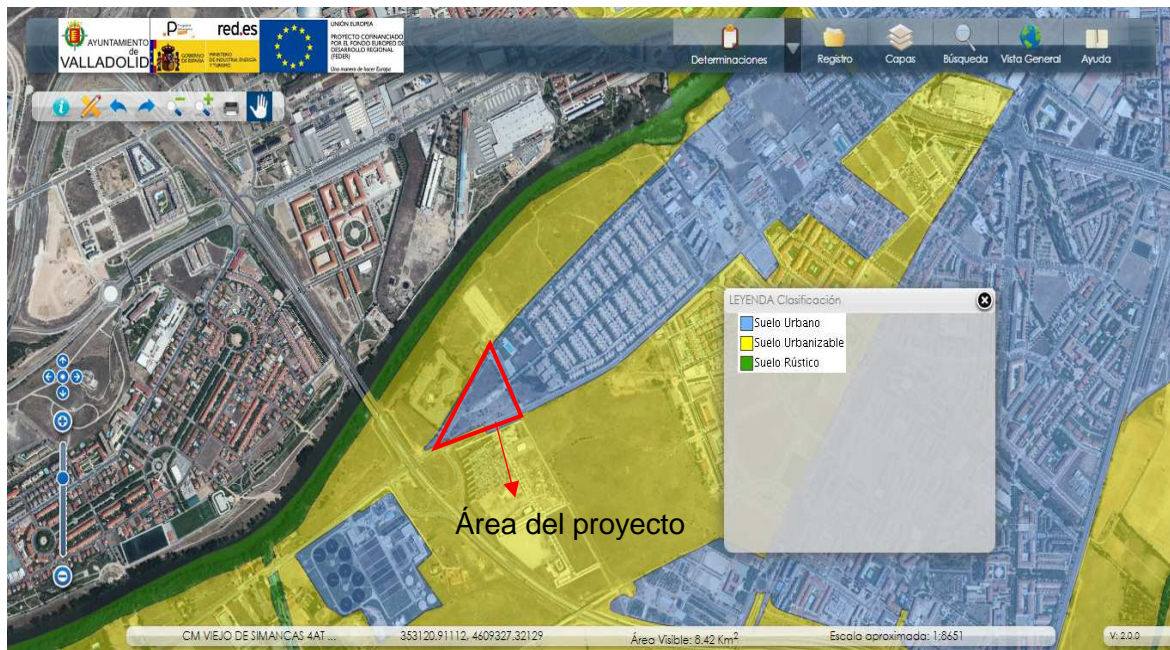 AYUNTAMIENTO
de
VALLADOLID
red.es
GOBIERNO
DE ESPAÑA
MINISTERIO
DE INDUSTRIA, ENERGÍA
Y TURISMO
UNIÓN EUROPEA
PROYECTO COFINANCIADO
POR EL FONDO EUROPEO DE
DESARROLLO REGIONAL
(FEDER)
Una manera de hacer Europa
Determinaciones
Registro
Capas
Búsqueda
Vista General
Ayuda
LEYENDA Clasificación
Suelo Urbano
Suelo Urbanizable
Suelo Rústico
Área del proyecto
CM VIEJO DE SIMANCAS 4AT ...
353120.91112, 4609327.32129
Área Visible: 8.42 Km2
Escala aproximada: 1:8651
V: 2.0.0